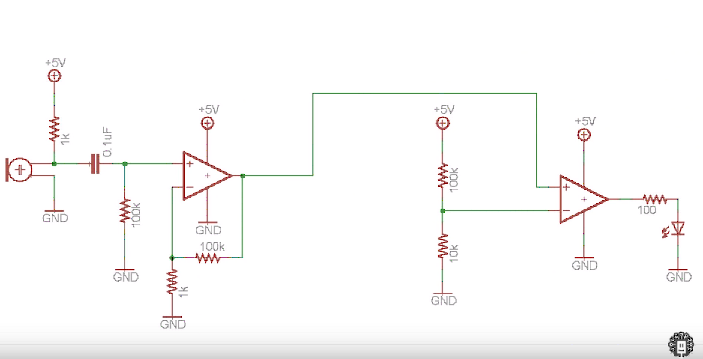 +5V
1k
0.1uF
GND
100k
GND
+5V
+
-
+
GND
100k
1k
GND
+5V
100k
10k
GND
+5V
+
-
+
GND
100
GND